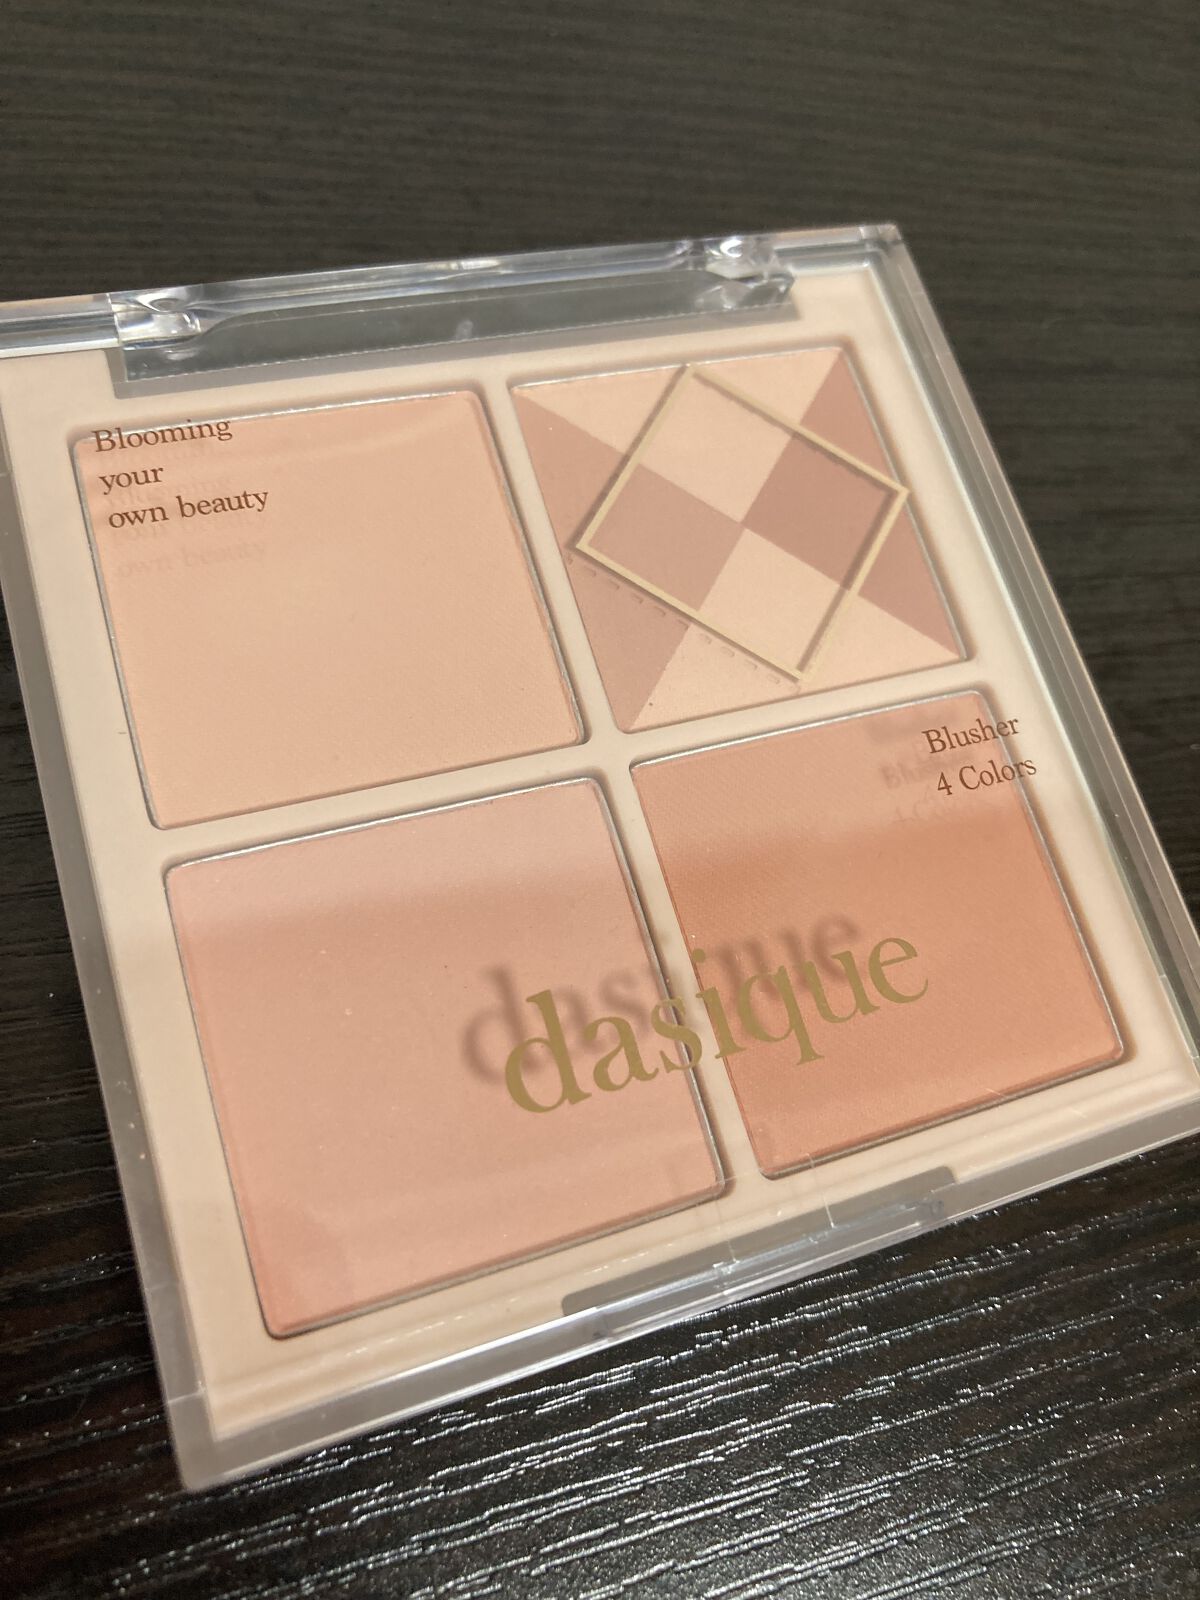 Blooming
your
own beauty
Blusher
4 Colors
dasique